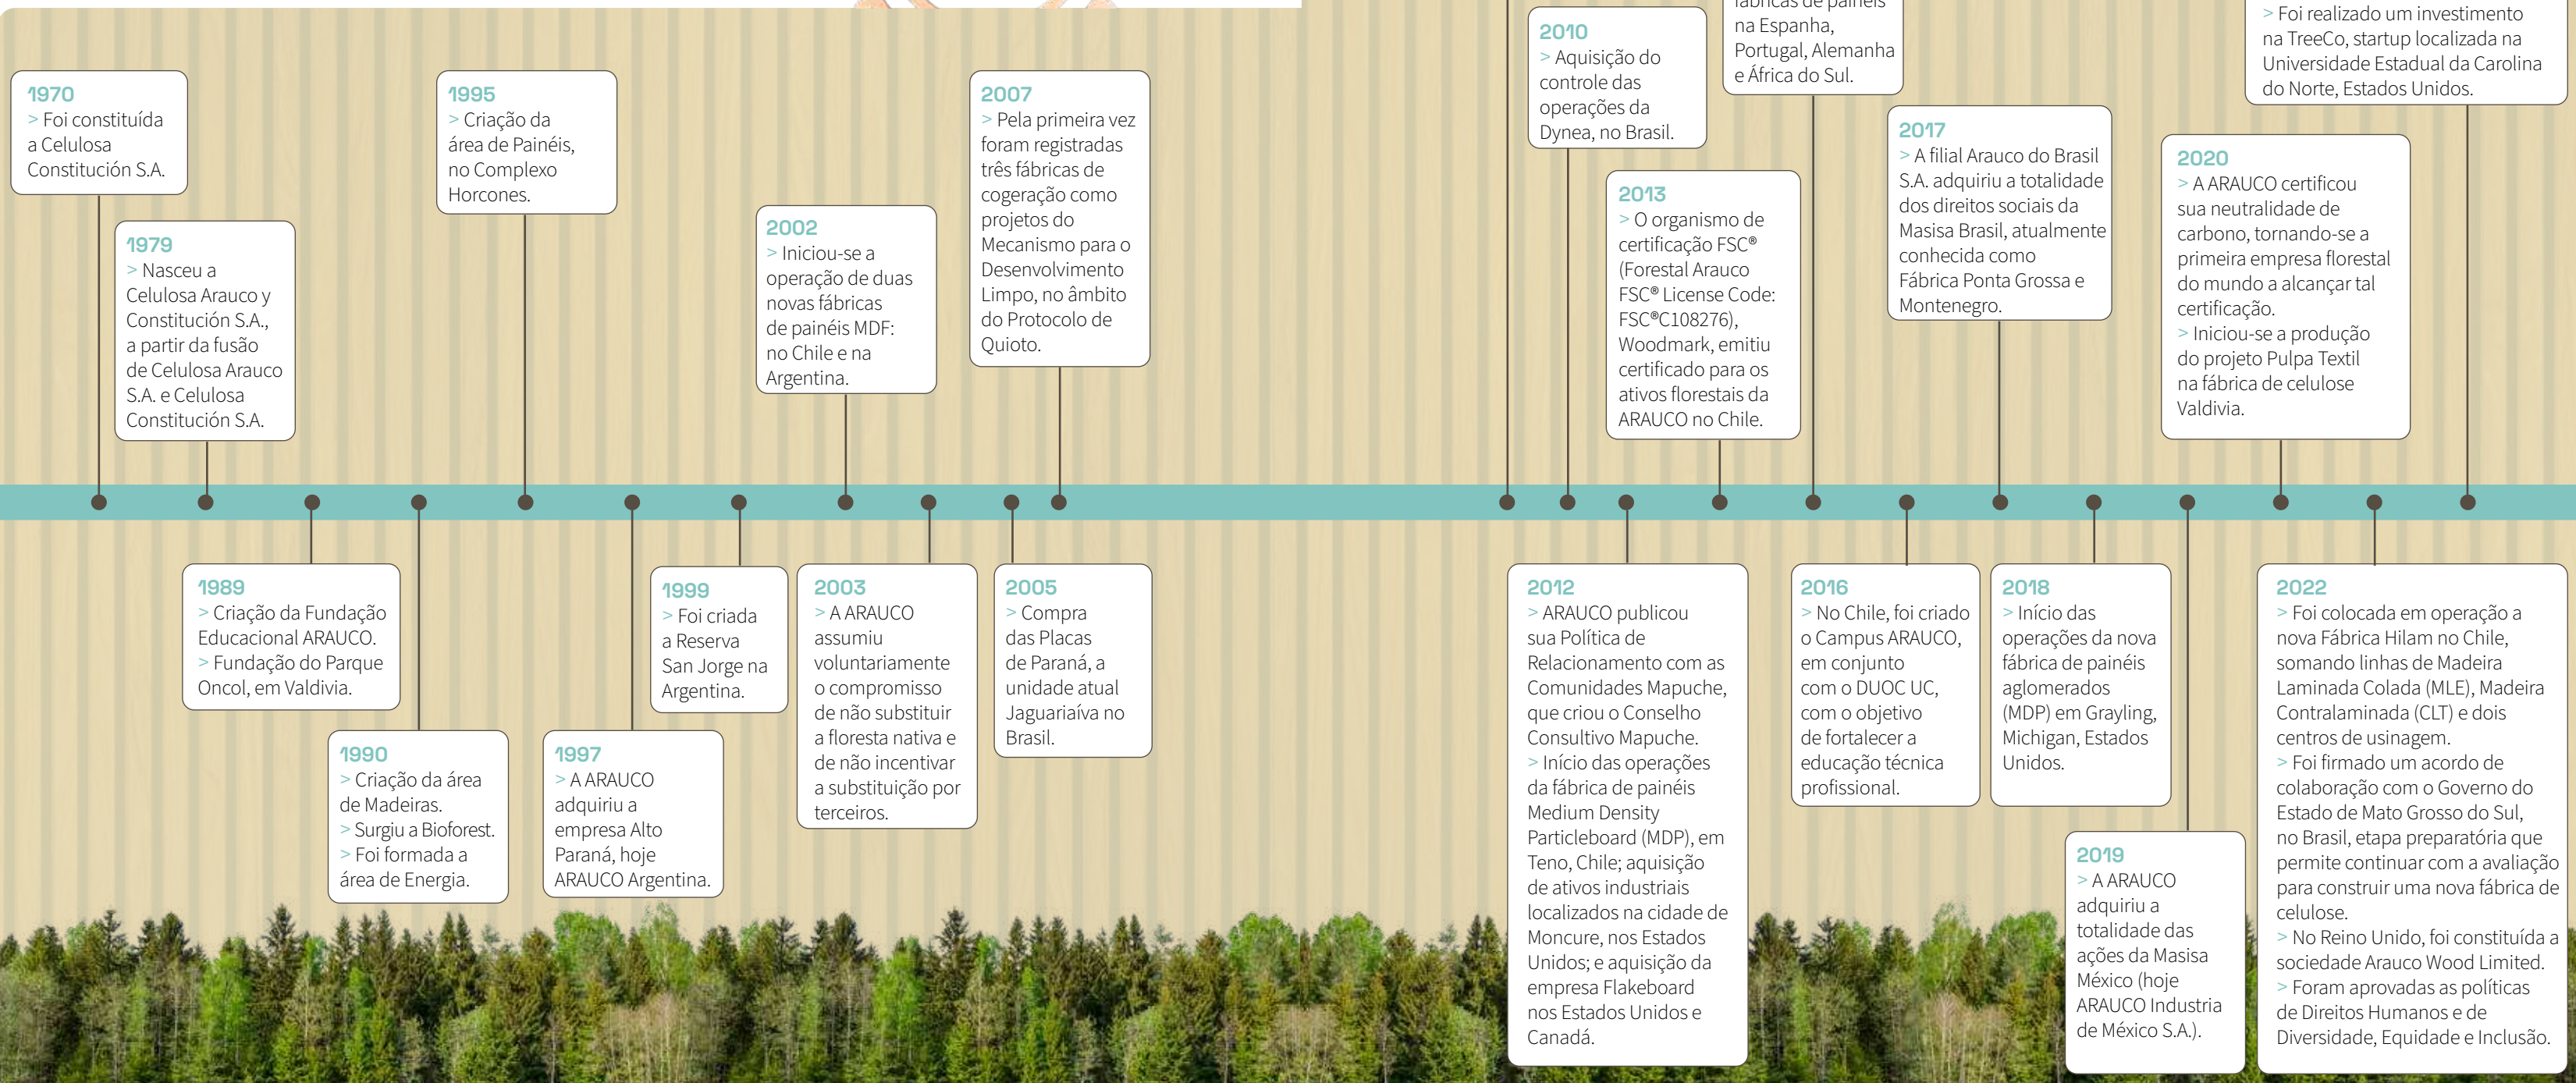 1970
> Foi constituída
a Celulosa
Constitución S.A.
1979
> Nasceu a
Celulosa Arauco y
Constitución S.A.,
a partir da fusão
de Celulosa Arauco
S.A. e Celulosa
Constitución S.A.
1989
> Criação da Fundação
Educacional ARAUCO.
> Fundação do Parque
Oncol, em Valdivia.
1990
> Criação da área
de Madeiras.
> Surgiu a Bioforest.
> Foi formada a
área de Energia.
1995
> Criação da
área de Painéis,
no Complexo
Horcones.
1997
> A ARAUCO
adquiriu a
empresa Alto
Paraná, hoje
ARAUCO Argentina.
1999
> Foi criada
a Reserva
San Jorge na
Argentina.
2002
> Iniciou-se a
operação de duas
novas fábricas
de painéis MDF:
no Chile e na
Argentina.
2003
> A ARAUCO
assumiu
voluntariamente
o compromisso
de não substituir
a floresta nativa e
de não incentivar
a substituição por
terceiros.
2005
> Compra
das Placas
de Paraná, a
unidade atual
Jaguariaíva no
Brasil.
2007
> Pela primeira vez
foram registradas
três fábricas de
cogeração como
projetos do
Mecanismo para o
Desenvolvimento
Limpo, no âmbito
do Protocolo de
Quioto.
2010
> Aquisição do
controle das
operações da
Dynea, no Brasil.
2012
> ARAUCO publicou
sua Política de
Relacionamento com as
Comunidades Mapuche,
que criou o Conselho
Consultivo Mapuche.
> Início das operações
da fábrica de painéis
Medium Density
Particleboard (MDP), em
Teno, Chile; aquisição
de ativos industriais
localizados na cidade de
Moncure, nos Estados
Unidos; e aquisição da
empresa Flakeboard
nos Estados Unidos e
Canadá.
2013
> O organismo de
certificação FSC®
(Forestal Arauco
FSC® License Code:
FSC®C108276),
Woodmark, emitiu
certificado para os
ativos florestais da
ARAUCO no Chile.
fábricas de painéis
na Espanha,
Portugal, Alemanha
e África do Sul.
2016
> No Chile, foi criado
o Campus ARAUCO,
em conjunto
com o DUOC UC,
com o objetivo
de fortalecer a
educação técnica
profissional.
2017
> A filial Arauco do Brasil
S.A. adquiriu a totalidade
dos direitos sociais da
Masisa Brasil, atualmente
conhecida como
Fábrica Ponta Grossa e
Montenegro.
2018
> Início das
operações da nova
fábrica de painéis
aglomerados
(MDP) em Grayling,
Michigan, Estados
Unidos.
2019
> A ARAUCO
adquiriu a
totalidade das
ações da Masisa
México (hoje
ARAUCO Industria
de México S.A.).
2020
> A ARAUCO certificou
sua neutralidade de
carbono, tornando-se a
primeira empresa florestal
do mundo a alcançar tal
certificação.
> Iniciou-se a produção
do projeto Pulpa Textil
na fábrica de celulose
Valdivia.
2022
> Foi colocada em operação a
nova Fábrica Hilam no Chile,
somando linhas de Madeira
Laminada Colada (MLE), Madeira
Contralaminada (CLT) e dois
centros de usinagem.
> Foi firmado um acordo de
colaboração com o Governo do
Estado de Mato Grosso do Sul,
no Brasil, etapa preparatória que
permite continuar com a avaliação
para construir uma nova fábrica de
celulose.
> No Reino Unido, foi constituída a
sociedade Arauco Wood Limited.
> Foram aprovadas as políticas
de Direitos Humanos e de
Diversidade, Equidade e Inclusão.
> Foi realizado um investimento
na TreeCo, startup localizada na
Universidade Estadual da Carolina
do Norte, Estados Unidos.